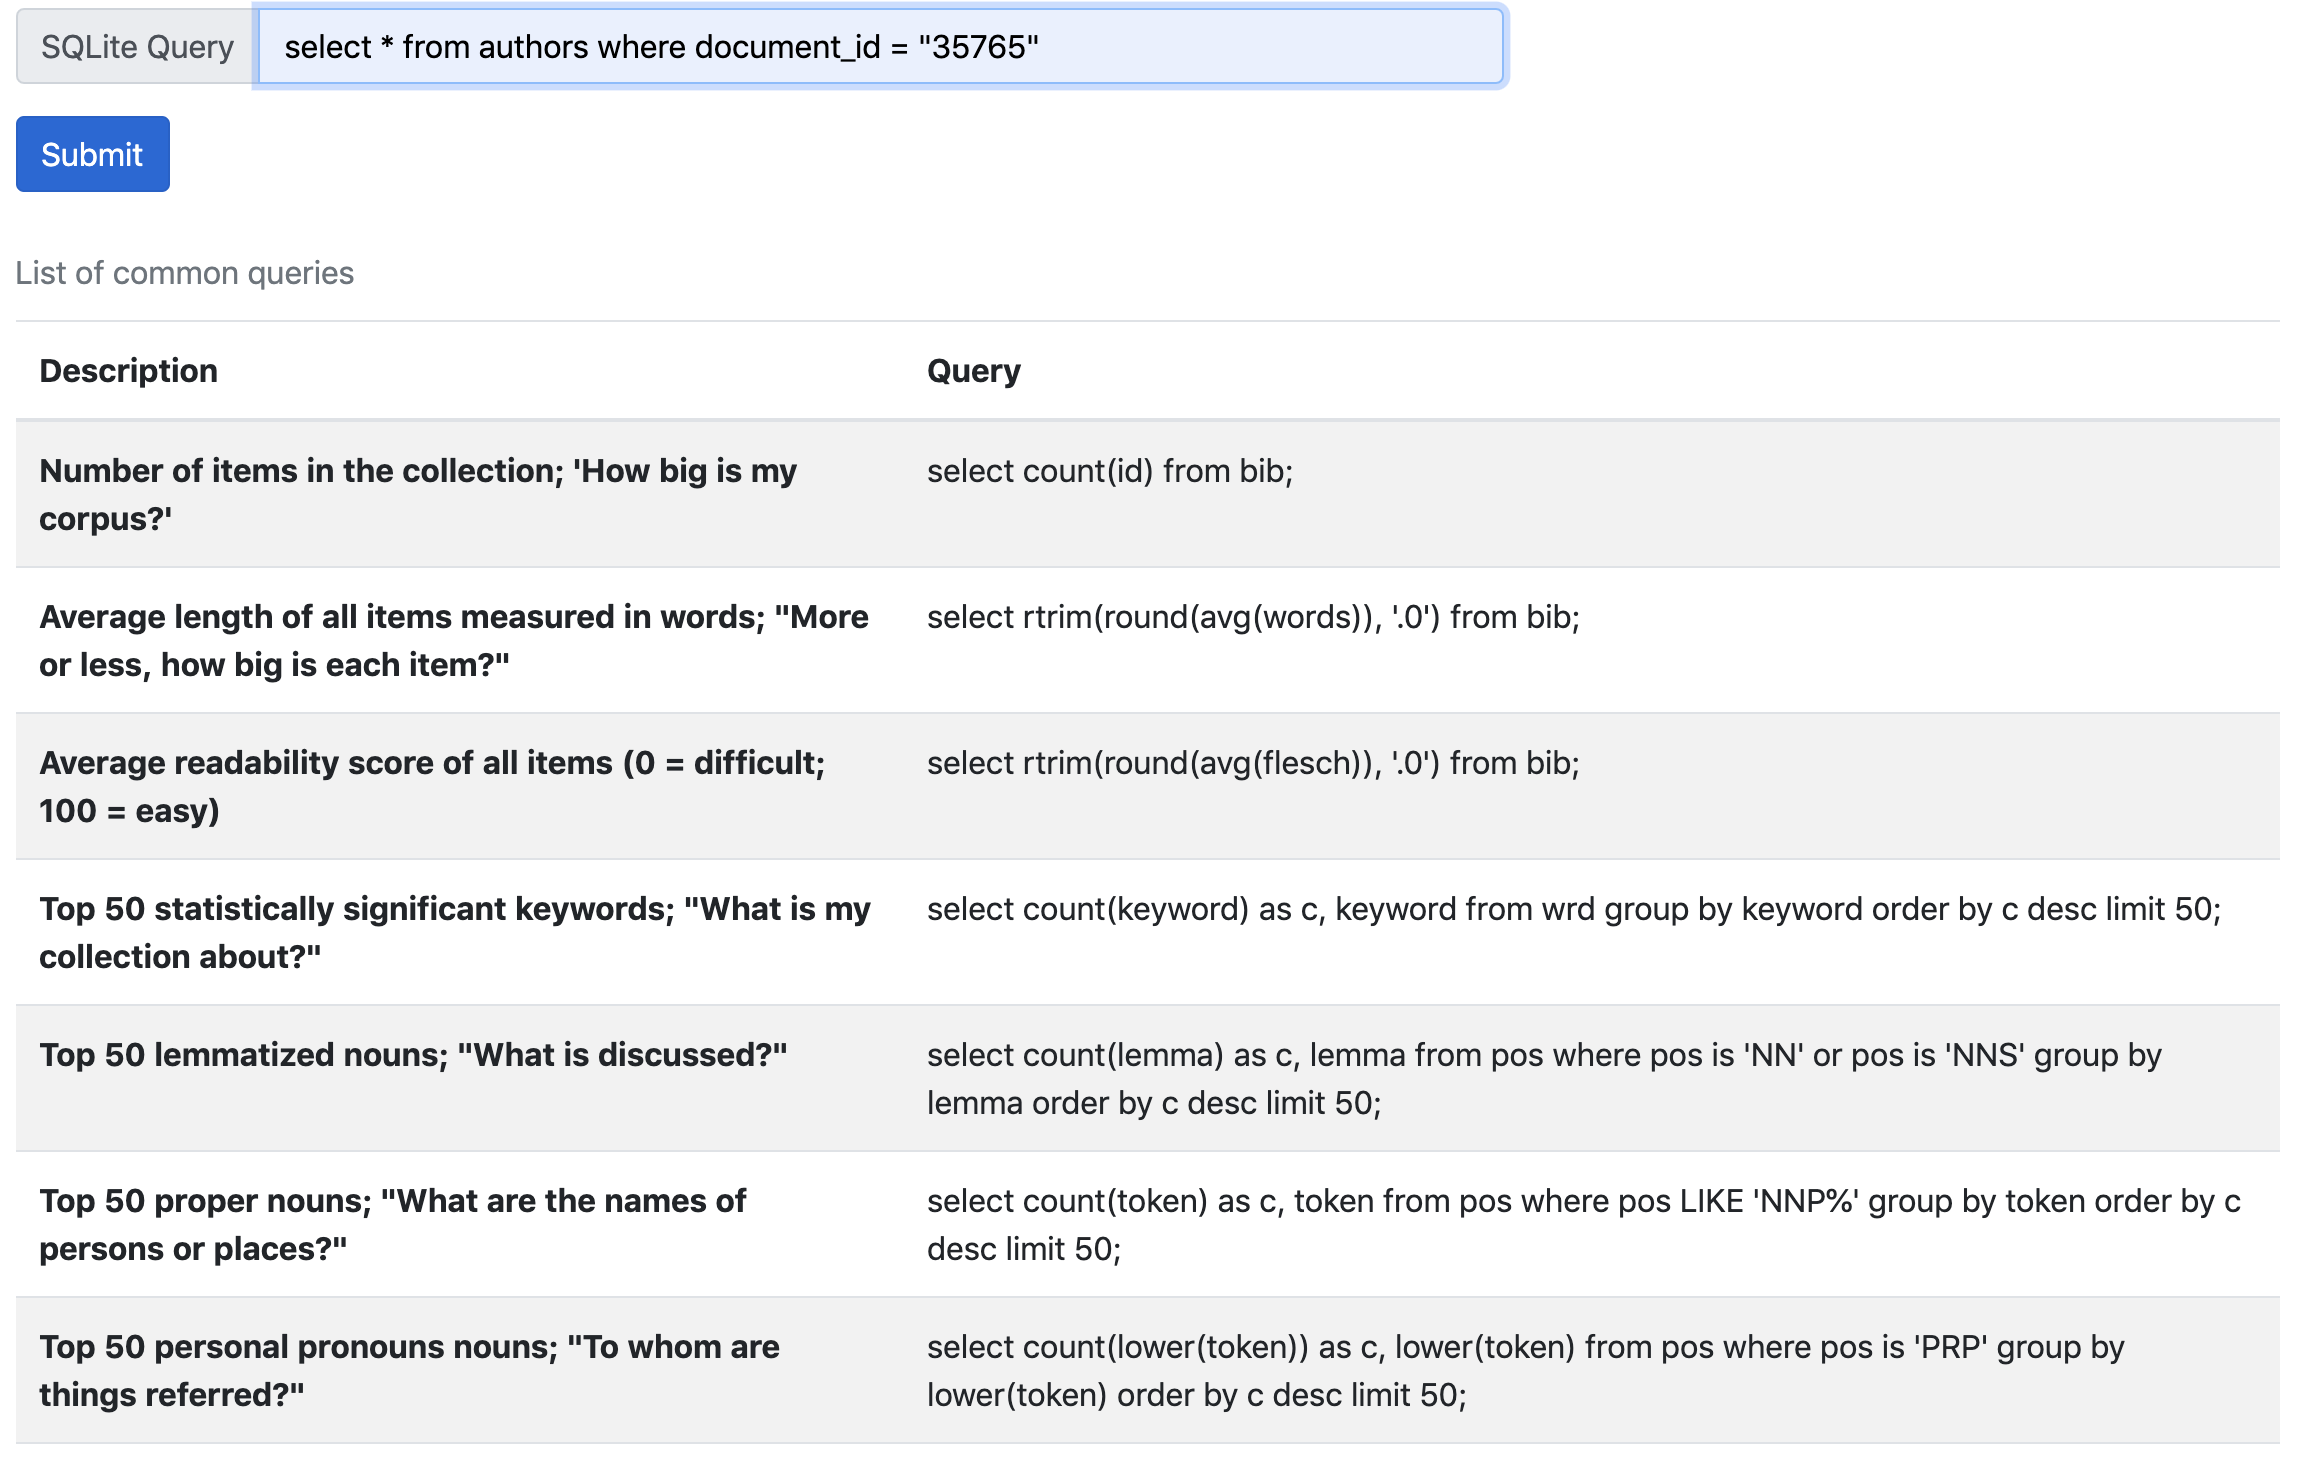 SQLite Query select * from authors where document_id = "35765"
Submit
List of common queries
Description Query
Number of items in the collection; 'How big is my select count(id) from bib;
corpus?'
Average length of all items measured in words; "More select rtrim(round(avg(words)), '.0') from bib;
or less, how big is each item?"
Average readability score of all items (0 = difficult; select rtrim(round(avg(flesch)), '.0') from bib;
100 = easy)
Top 50 statistically significant keywords; "What is my select count(keyword) as c, keyword from wrd group by keyword order by c desc limit 50;
collection about?"
Top 50 lemmatized nouns; "What is discussed?" select count(lemma) as c, lemma from pos where pos is 'NN' or pos is 'NNS' group by
lemma order by c desc limit 50;
Top 50 proper nouns; "What are the names of select count(token) as c, token from pos where pos LIKE 'NNP%' group by token order by c
persons or places?" desc limit 50;
Top 50 personal pronouns nouns; "To whom are select count(lower(token)) as c, lower(token) from pos where pos is 'PRP' group by
things referred?" lower(token) order by c desc limit 50;